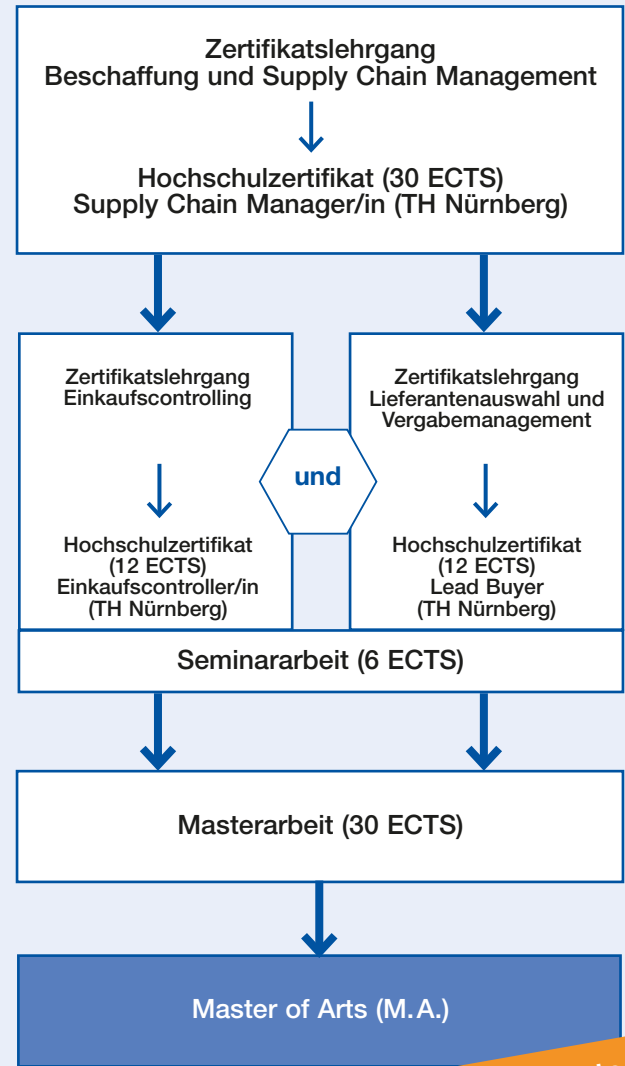 Zertifikatslehrgang
Beschaffung und Supply Chain Management
Hochschulzertifikat (30 ECTS)
Supply Chain Manager/in (TH Nürnberg)
Zertifikatslehrgang
Einkaufscontrolling
Hochschulzertifikat
(12 ECTS)
Einkaufscontroller/in
(TH Nürnberg)
und
Zertifikatslehrgang
Lieferantenauswahl und
Vergabemanagement
Hochschulzertifikat
(12 ECTS)
Lead Buyer
(TH Nürnberg)
Seminararbeit (6 ECTS)
Masterarbeit (30 ECTS)
Master of Arts (M.A.)